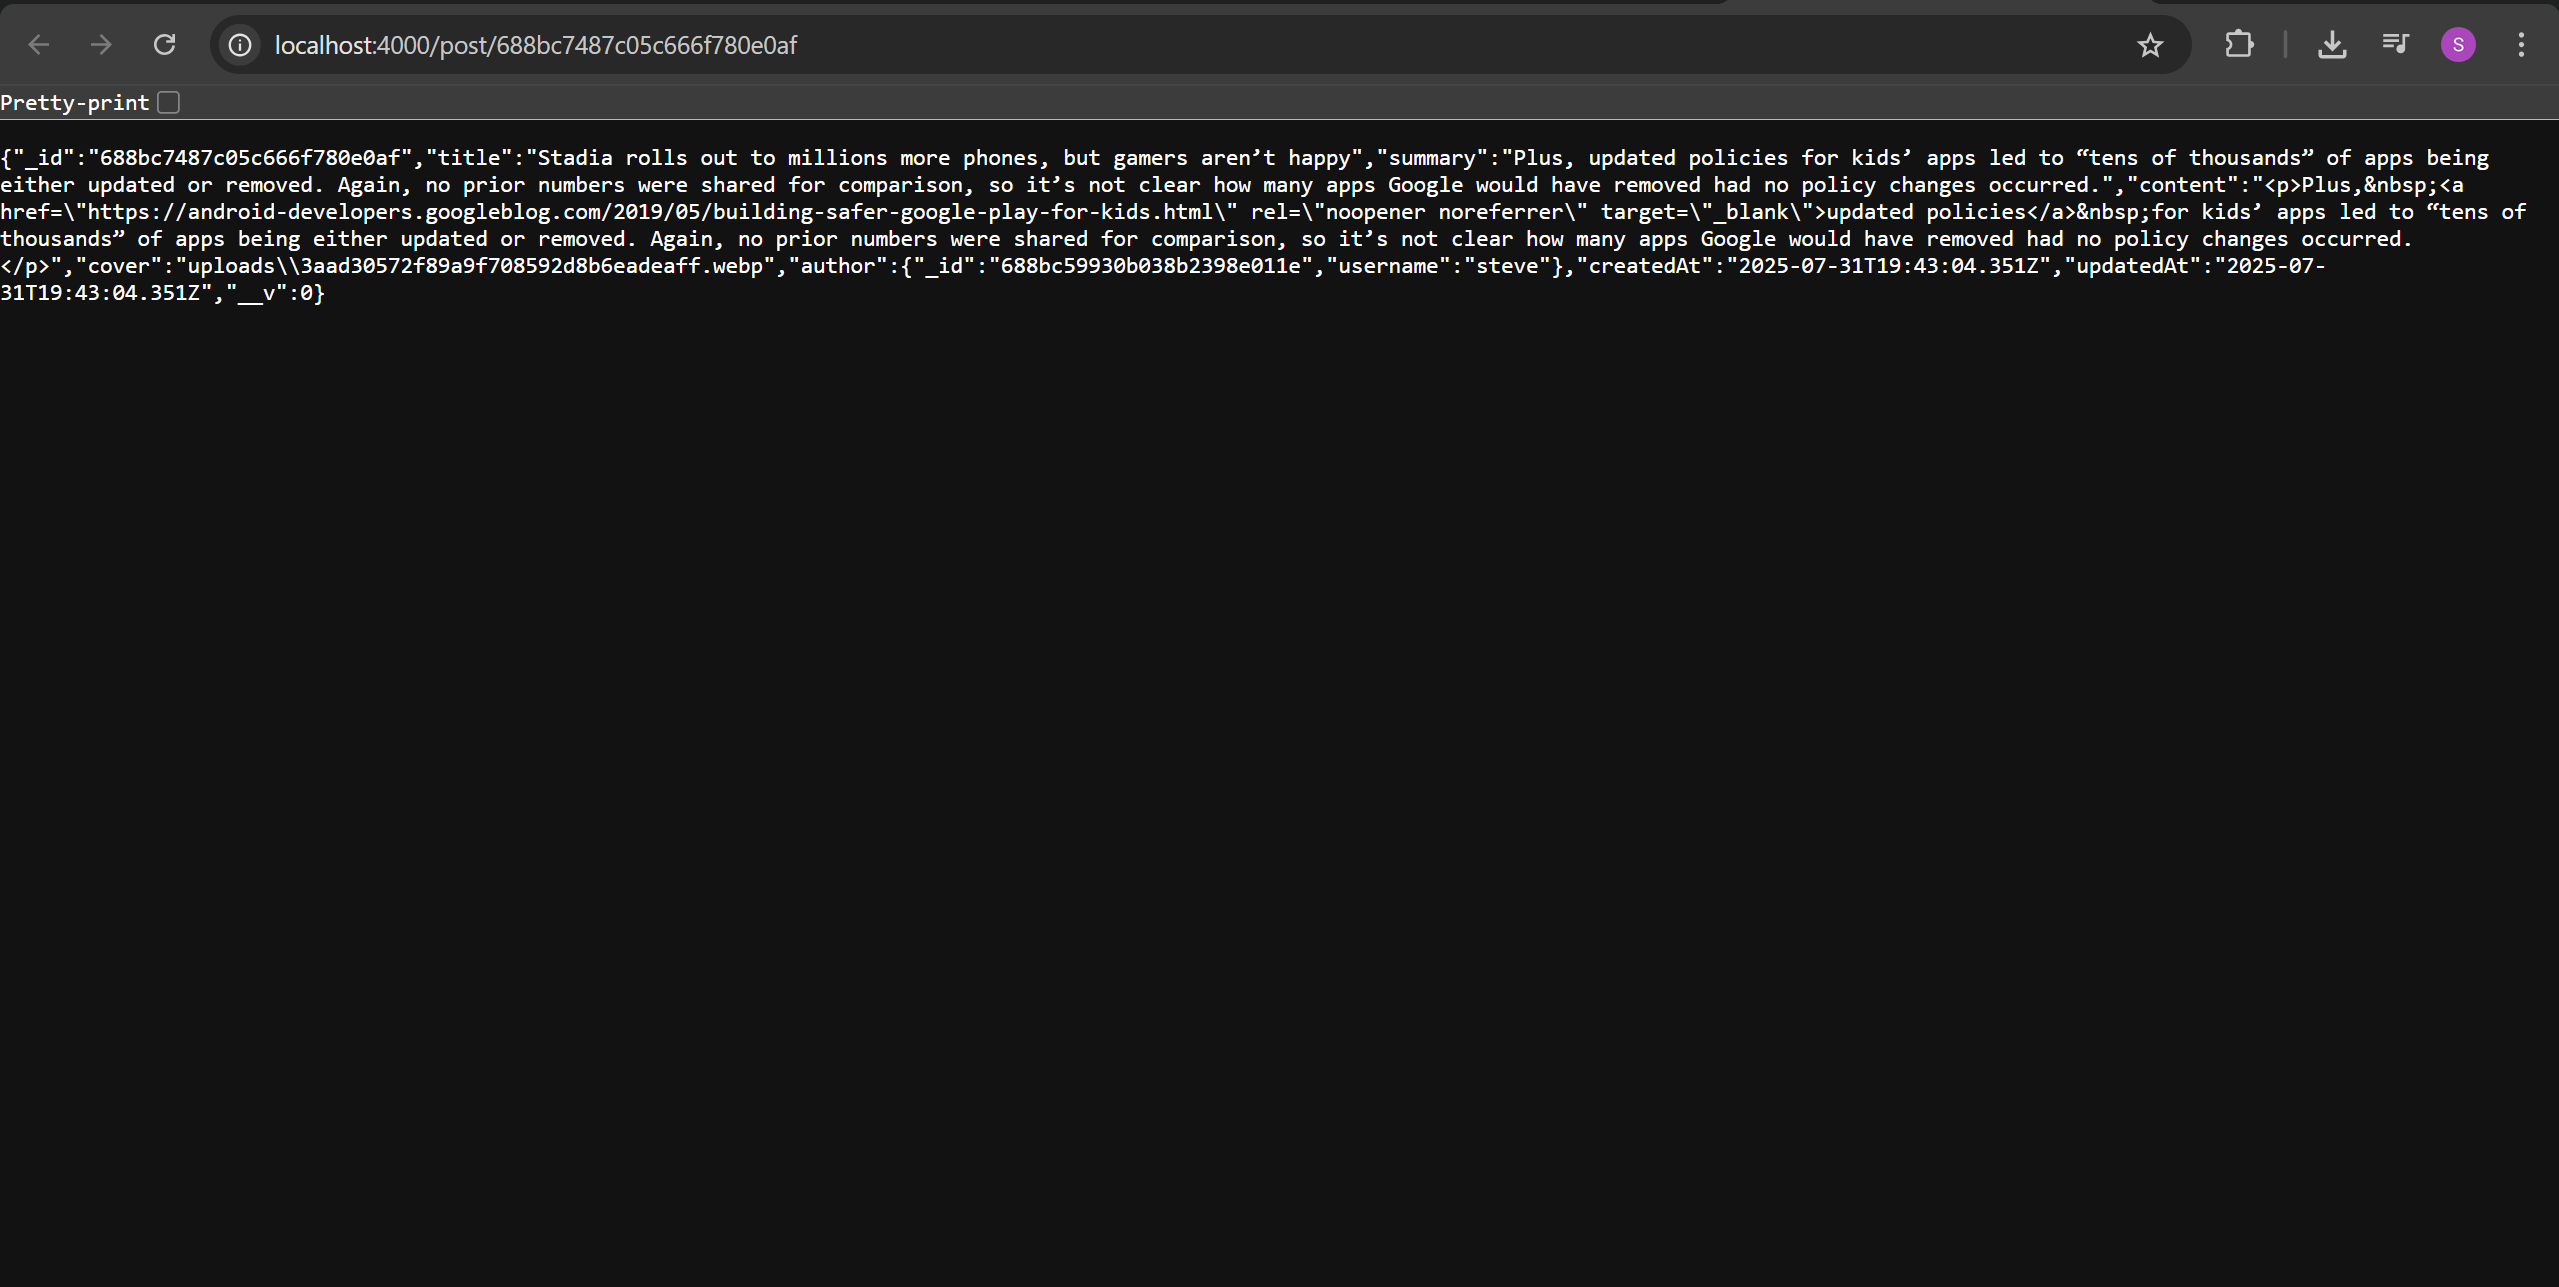 localhost:4000/post/688bc7487c05c666f780e0af
S
Pretty-print
{"_id":"688bc7487c05c666f780e0af","title":"Stadia rolls out to millions more phones, but gamers aren’t happy","summary":"Plus, updated policies for kids’ apps led to “tens of thousands” of apps being
either updated or removed. Again, no prior numbers were shared for comparison, so it’s not clear how many apps Google would have removed had no policy changes occurred.","content":"<p>Plus,&nbsp;<a
href=\"https://android-developers.googleblog.com/2019/05/building-safer-google-play-for-kids.html\" rel=\"noopener noreferrer\" target=\"_blank\">updated policies</a>&nbsp;for kids’ apps led to “tens of
thousands” of apps being either updated or removed. Again, no prior numbers were shared for comparison, so it’s not clear how many apps Google would have removed had no policy changes occurred.
</p>","cover":"uploads\\3aad30572f89a9f708592d8b6eadeaff.webp","author":{"_id":"688bc59930b038b2398e011e","username":"steve"},"createdAt":"2025-07-31T19:43:04.351Z","updatedAt":"2025-07-
31T19:43:04.351Z","__v":0}